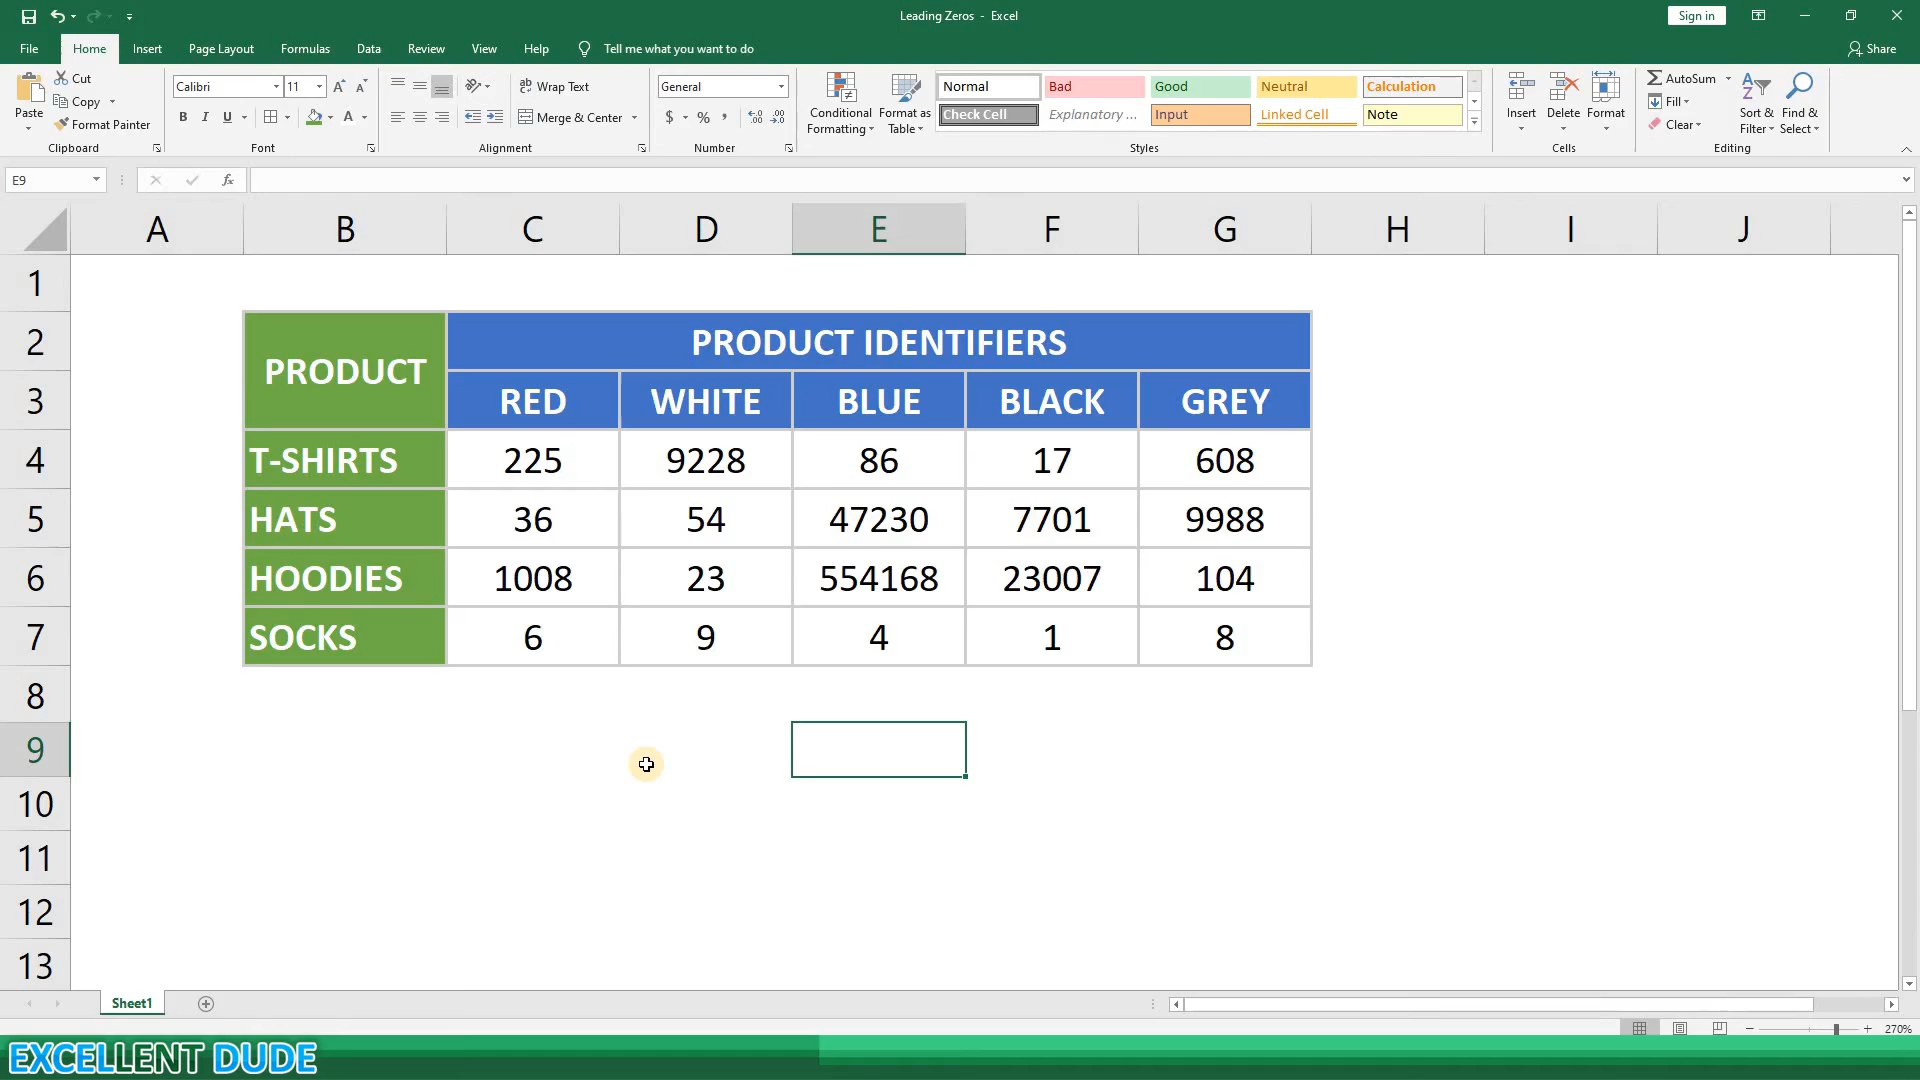 Leading Zeros - Excel
Sign in
File Home Insert Page Layout Formulas Data Review View Help Tell me what you want to do Share
Paste
Cut
Copy
Format Painter
Clipboard
Calibri 11 A A
B I U A
Font
ab Wrap Text
Merge & Center
Alignment
General
$ % ,
Number
Conditional Formatting
Format as Table
Normal Bad Good Neutral Calculation
Check Cell Explanatory ... Input Linked Cell Note
Styles
Insert Delete Format
Cells
AutoSum
Fill
Clear
Sort & Filter
Find & Select
Editing
E9 fx
A B C D E F G H I J
1
2 PRODUCT IDENTIFIERS
PRODUCT
3 RED WHITE BLUE BLACK GREY
4 T-SHIRTS 225 9228 86 17 608
5 HATS 36 54 47230 7701 9988
6 HOODIES 1008 23 554168 23007 104
7 SOCKS 6 9 4 1 8
8
9
10
11
12
13
Sheet1
270%
EXCELLENT DUDE